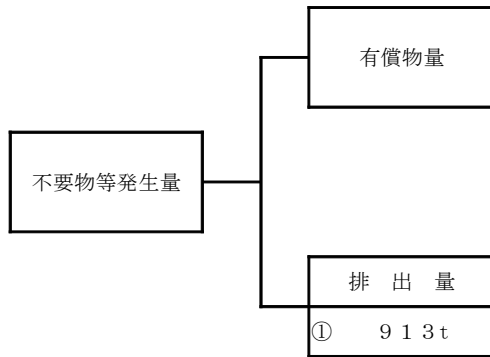 有償物量
不要物等発生量
排　出　量
①　９１３ｔ